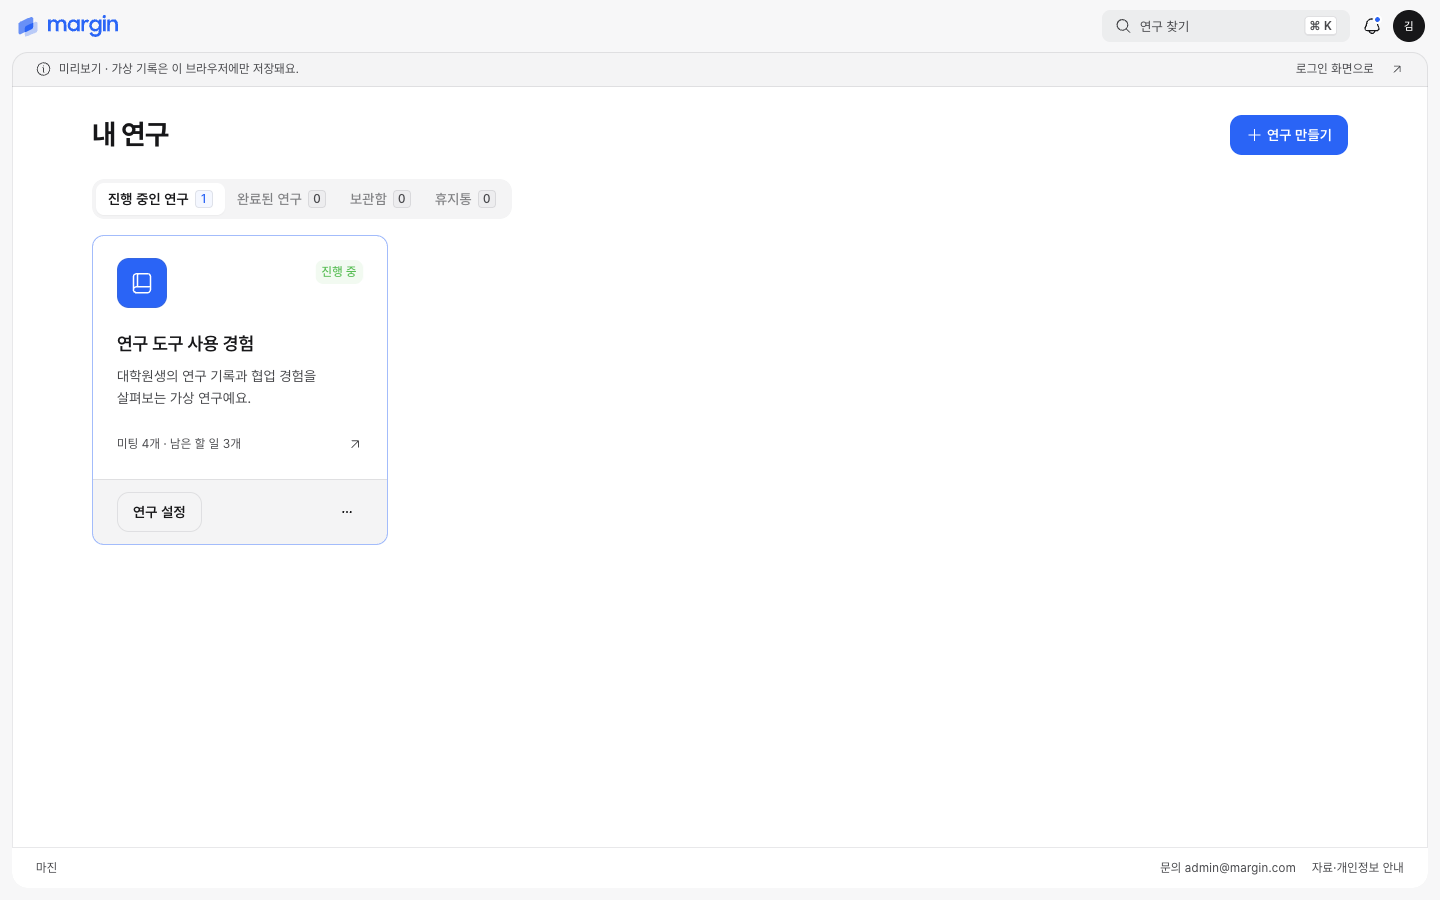 margin
연구 찾기
⌘ K
김
미리보기 · 가상 기록은 이 브라우저에만 저장돼요.
로그인 화면으로
내 연구
연구 만들기
진행 중인 연구 1
완료된 연구 0
보관함 0
휴지통 0
진행 중
연구 도구 사용 경험
대학원생의 연구 기록과 협업 경험을
살펴보는 가상 연구예요.
미팅 4개 · 남은 할 일 3개
연구 설정
마진
문의 admin@margin.com
자료·개인정보 안내